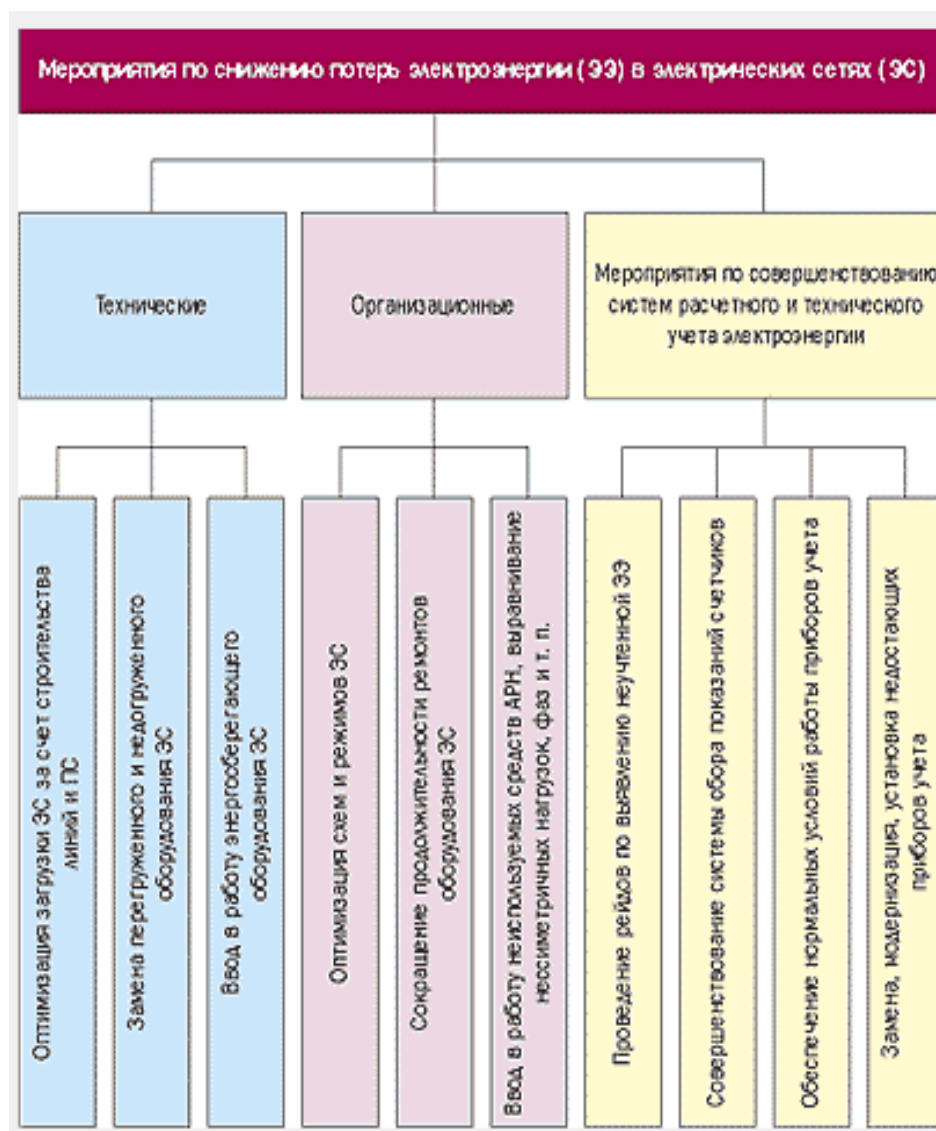 Мероприятия по снижению потерь электроэнергии (ЭЭ) в электрических сетях (ЭС)
Технические
Организационные
Мероприятия по совершенствованию
систем расчетного и технического
учета электроэнергии
Оптимизация загрузки ЭС за счет строительства
линий и ПС
Замена перегруженного и недогруженного
оборудования ЭС
Ввод в работу энергосберегающего
оборудования ЭС
Оптимизация схем и режимов ЭС
Сокращение продолжительности ремонтов
оборудования ЭС
Ввод в работу неиспользуемых средств АРН, выравнивание
нессиметричных нагрузок, фаз и т. п.
Проведение рейдов по выявлению неучтенной ЭЭ
Совершенствование системы сбора показаний счетчиков
Обеспечение нормальных условий работы приборов учета
Замена, модернизация, установка недостающих
приборов учета